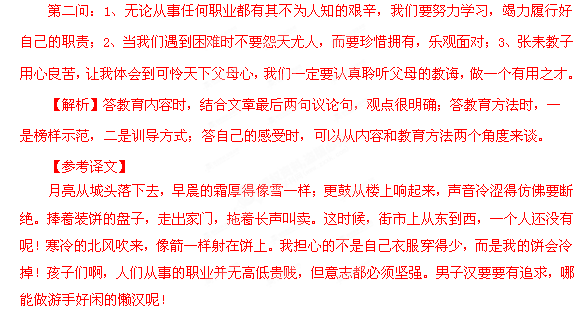 第二问：1、无论从事任何职业都有其不为人知的艰辛，我们要努力学习，竭力履行好
自己的职责；2、当我们遇到困难时不要怨天尤人，而要珍惜拥有，乐观面对；3、张耒教子
用心良苦，让我体会到可怜天下父母心，我们一定要认真聆听父母的教诲，做一个有用之才。
【解析】答教育内容时，结合文章最后两句议论句，观点很明确；答教育方法时，一
是榜样示范，二是训导方式；答自己的感受时，可以从内容和教育方法两个角度来谈。
【参考译文】
月亮从城头落下去，早晨的霜厚得像雪一样；更鼓从楼上响起来，声音冷涩得仿佛要断
绝。捧着装饼的盘子，走出家门，拖着长声叫卖。这时候，街市上从东到西，一个人还没有
呢！寒冷的北风吹来，像箭一样射在饼上。我担心的不是自己衣服穿得少，而是我的饼会冷
掉！孩子们啊，人们从事的职业并无高低贵贱，但意志都必须坚强。男子汉要要有追求，哪
能做游手好闲的懒汉呢！